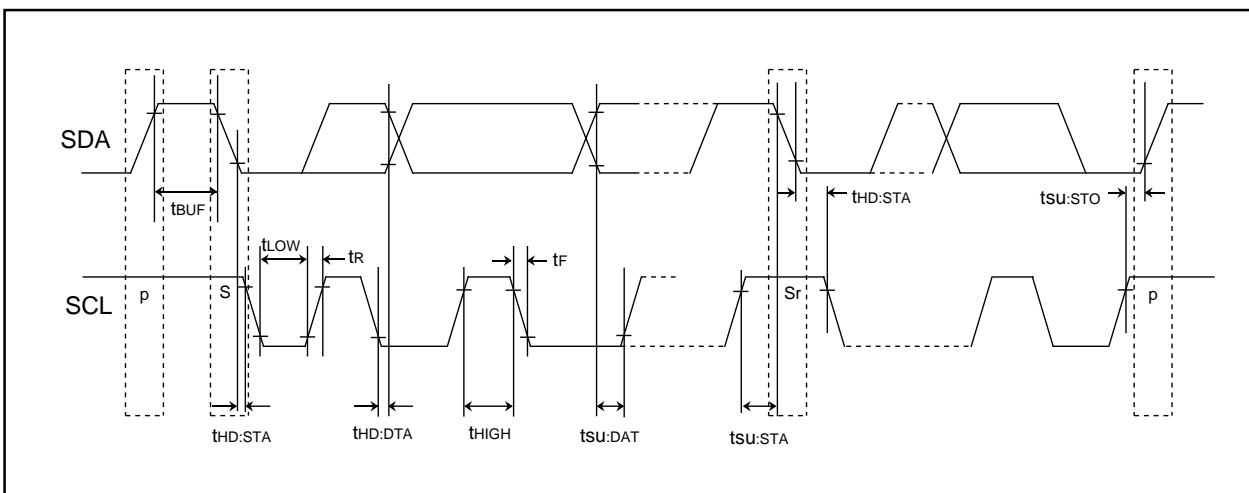 SDA
tBUF
tHD:STA
tsu:STO
tLOW
tR
tF
SCL
p
S
Sr
p
tHD:STA
tHD:DTA
tHIGH
tsu:DAT
tsu:STA